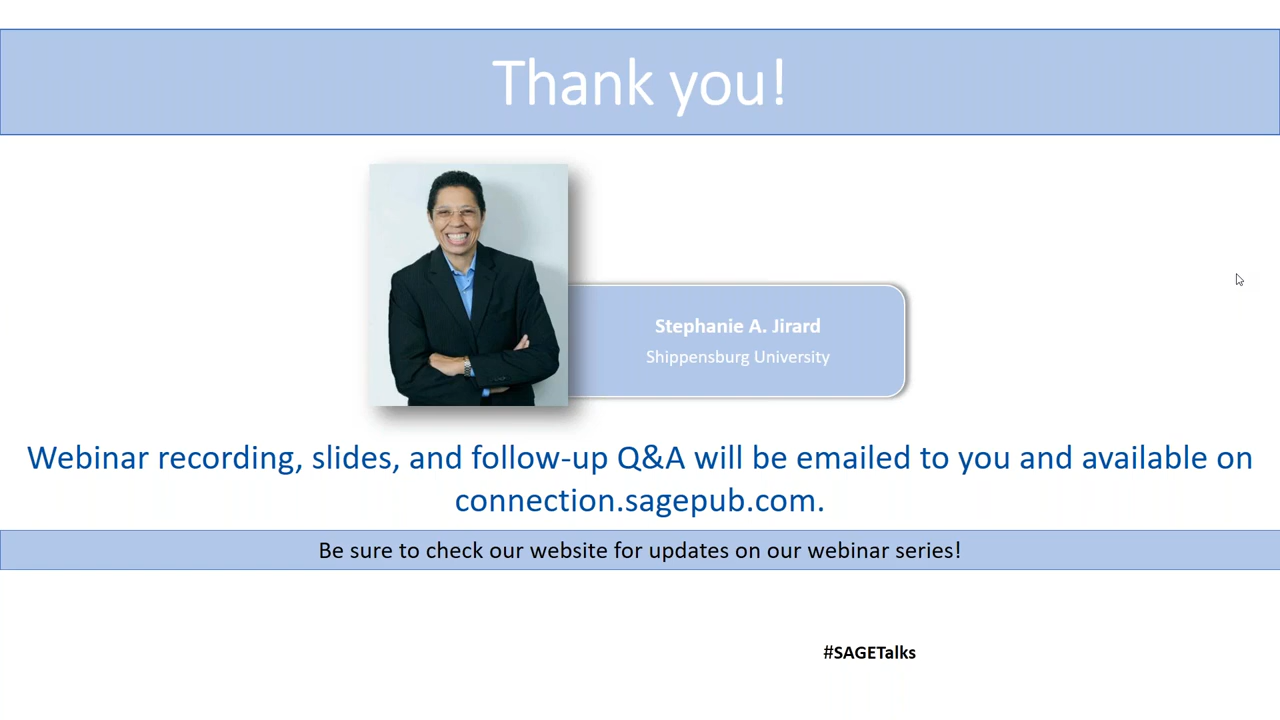 Thank you!
Stephanie A. Jirard
Shippensburg University
Webinar recording, slides, and follow-up Q&A will be emailed to you and available on
connection.sagepub.com.
Be sure to check our website for updates on our webinar series!
#SAGETalks